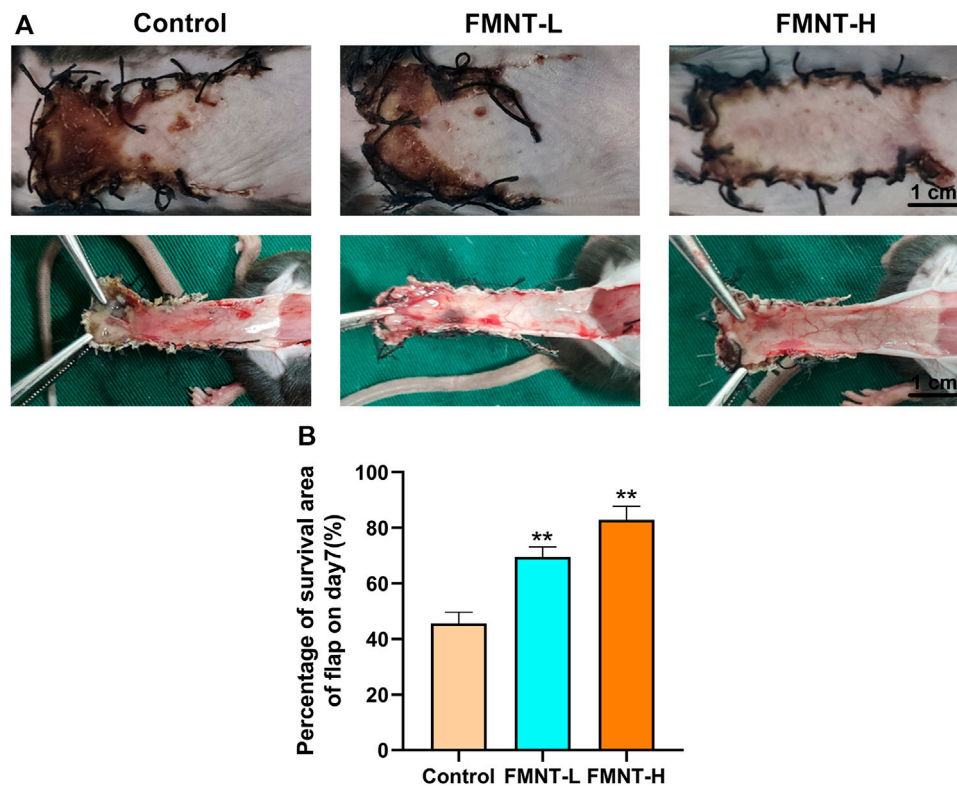 A
Control
FMNT-L
FMNT-H
1 cm
1 cm
B
Percentage of survival area
of flap on day7(%)
100
80
60
40
20
0
**
**
Control
FMNT-L
FMNT-H